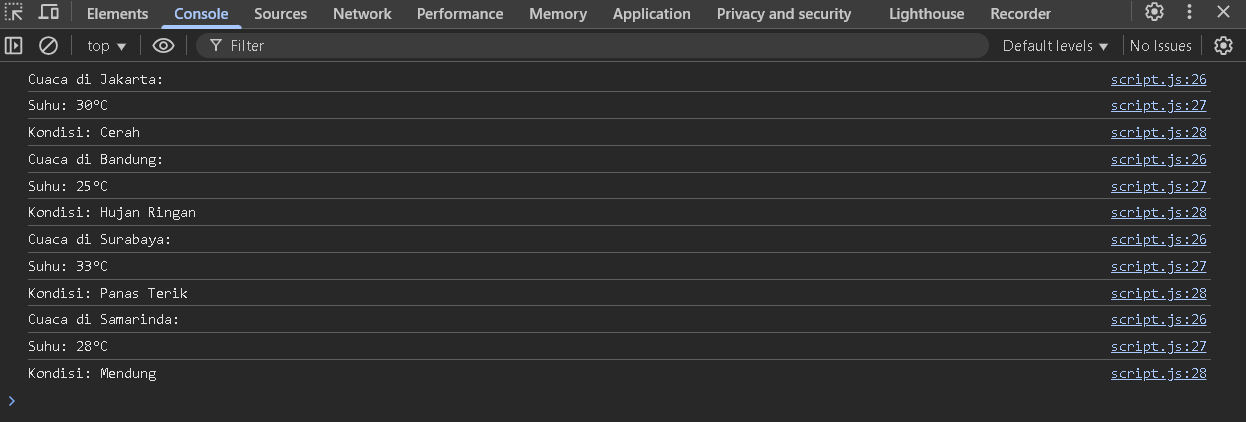 Elements Console Sources Network Performance Memory Application Privacy and security Lighthouse Recorder
top Filter Default levels No Issues
Cuaca di Jakarta: script.js:26
Suhu: 30°C script.js:27
Kondisi: Cerah script.js:28
Cuaca di Bandung: script.js:26
Suhu: 25°C script.js:27
Kondisi: Hujan Ringan script.js:28
Cuaca di Surabaya: script.js:26
Suhu: 33°C script.js:27
Kondisi: Panas Terik script.js:28
Cuaca di Samarinda: script.js:26
Suhu: 28°C script.js:27
Kondisi: Mendung script.js:28